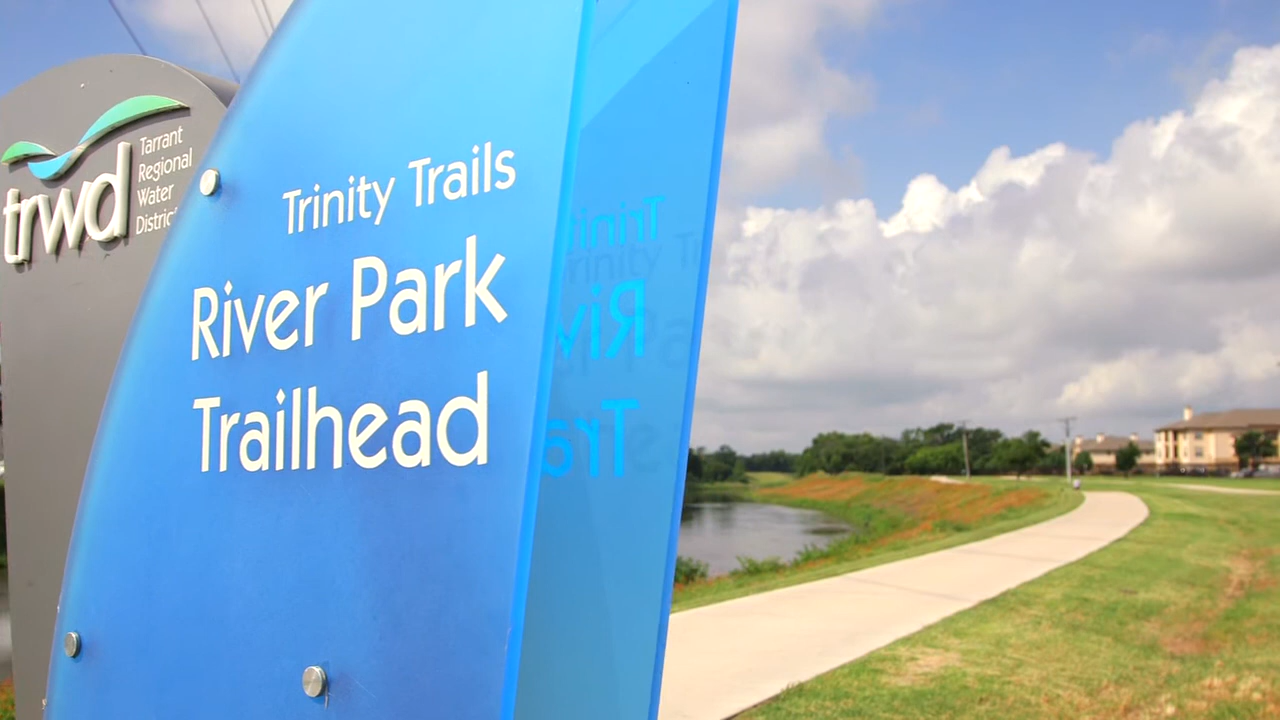 trwd
Tarrant
Regional
Water
District
Trinity Trails
River Park
Trailhead